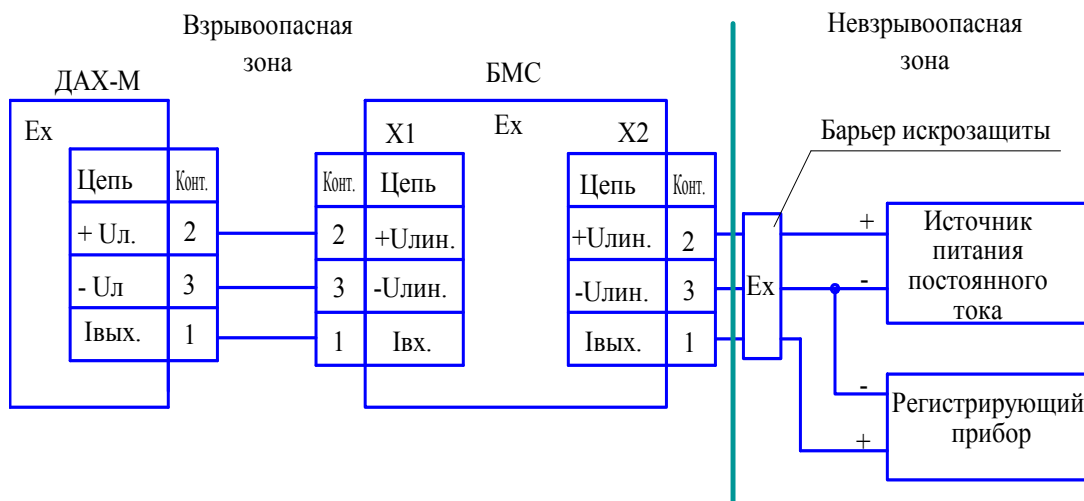 Взрывоопасная
зона
Невзрывоопасная
зона
ДАХ-М
БМС
Барьер искрозащиты
Ex
X1
Ex
X2
Цепь
Конт.
+ Uл.
2
- Uл
3
Iвых.
1
Конт.
Цепь
2
+Uлин.
3
-Uлин.
1
Iвх.
Цепь
Конт.
+Uлин.
2
-Uлин.
3
Iвых.
1
Ex
+
-
Источник
питания
постоянного
тока
-
+
Регистрирующий
прибор